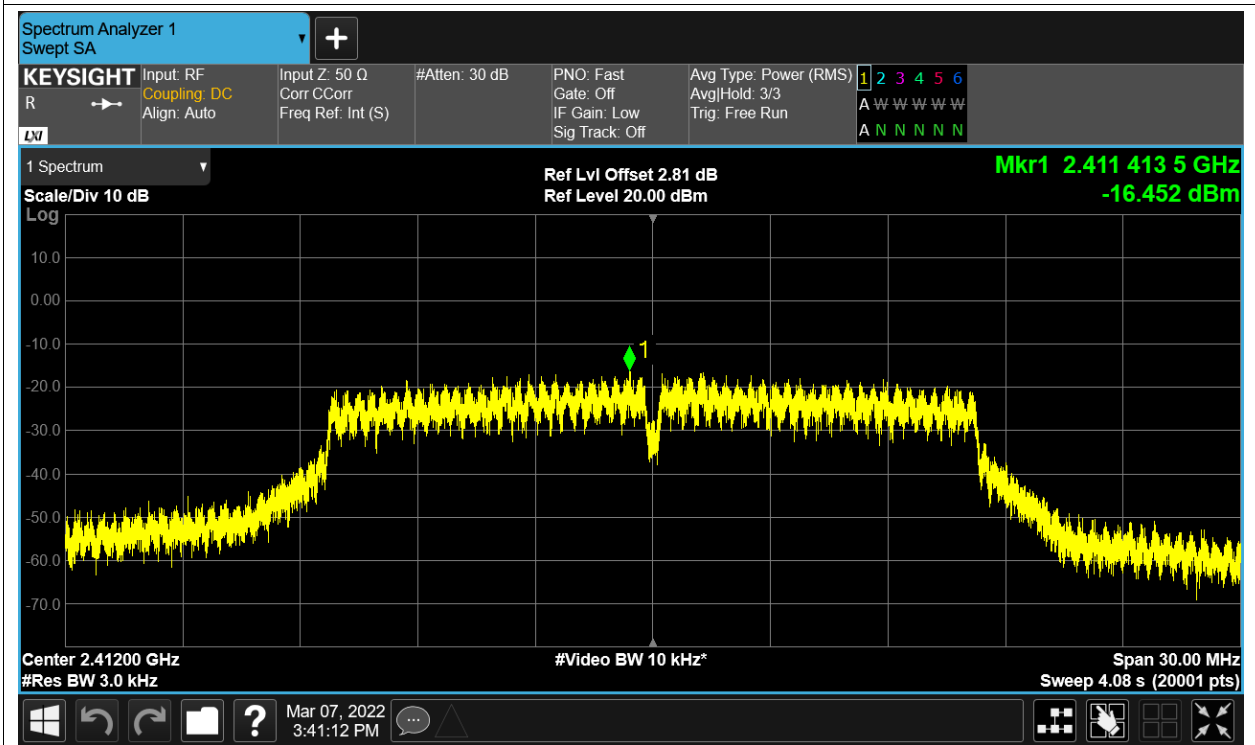 Spectrum Analyzer 1
Swept SA
KEYSIGHT
R
LXI
Input: RF
Coupling: DC
Align: Auto
Input Z: 50 Ω
Corr CCorr
Freq Ref: Int (S)
#Atten: 30 dB
PNO: Fast
Gate: Off
IF Gain: Low
Sig Track: Off
Avg Type: Power (RMS)
Avg|Hold: 3/3
Trig: Free Run
1 2 3 4 5 6
A W W W W W
A N N N N N
1 Spectrum
Scale/Div 10 dB
Log
Ref Lvl Offset 2.81 dB
Ref Level 20.00 dBm
Mkr1 2.411 413 5 GHz
-16.452 dBm
10.0
0.00
-10.0
1
-20.0
-30.0
-40.0
-50.0
-60.0
-70.0
Center 2.41200 GHz
#Res BW 3.0 kHz
#Video BW 10 kHz*
Span 30.00 MHz
Sweep 4.08 s (20001 pts)
?
Mar 07, 2022
3:41:12 PM